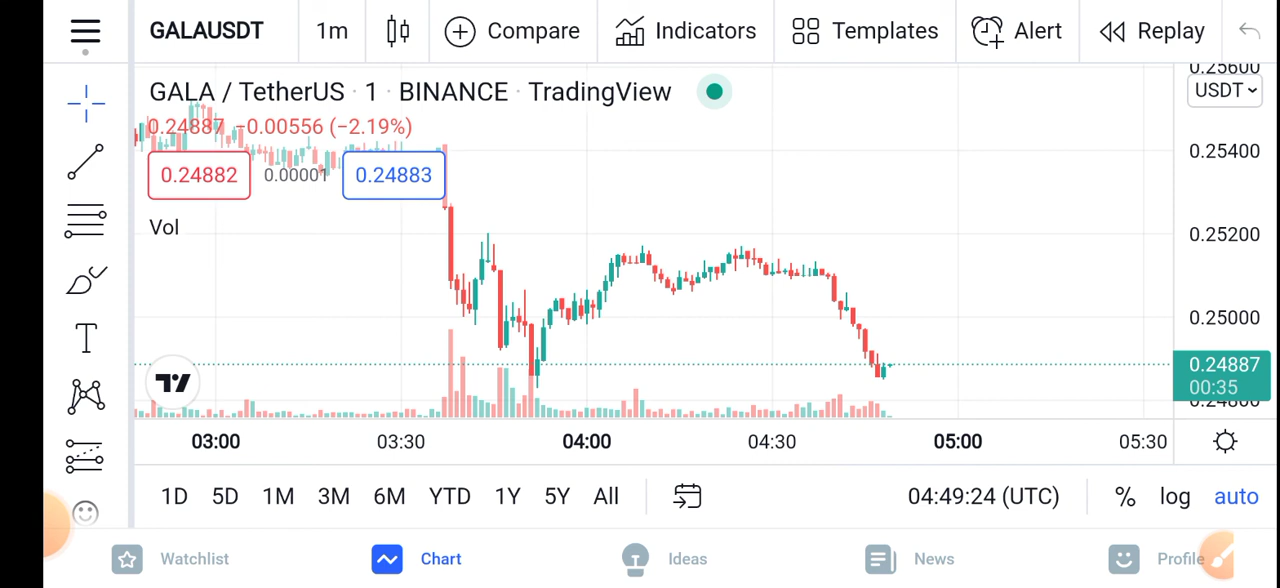 GALAUSDT 1m Compare Indicators Templates Alert Replay
0.25600
GALA / TetherUS · 1 · BINANCE · TradingView USDT
0.24887 −0.00556 (−2.19%)
0.25400
0.24882 0.00001 0.24883
Vol
0.25200
0.25000
0.24887
00:35
0.24800
03:00 03:30 04:00 04:30 05:00 05:30
1D 5D 1M 3M 6M YTD 1Y 5Y All 04:49:24 (UTC) % log auto
Watchlist Chart Ideas News Profile